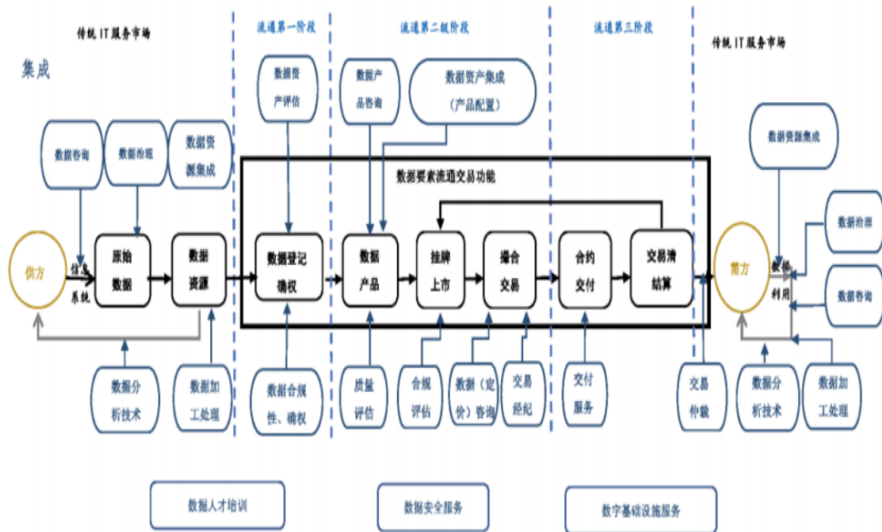 传统 IT 服务市场
流通第一阶段
流通第二级阶段
流通第三阶段
传统 IT 服务市场
集成
数据资
产评估
数据产
品咨询
数据资产集成
（产品配置）
数据咨询
数据治理
数据资
源集成
数据资源集成
数据要素流通交易功能
供方
信息
系统
原始
数据
数据
资源
数据登记
确权
数据
产品
挂牌
上市
撮合
交易
合约
交付
交易清
结算
需方
数据
利用
数据治理
数据咨询
数据分
析技术
数据加
工处理
数据合规
性、确权
质量
评估
合规
评估
数据（定
价）咨询
交易
经纪
交付
服务
交易
仲裁
数据分
析技术
数据加
工处理
数据人才培训
数据安全服务
数字基础设施服务